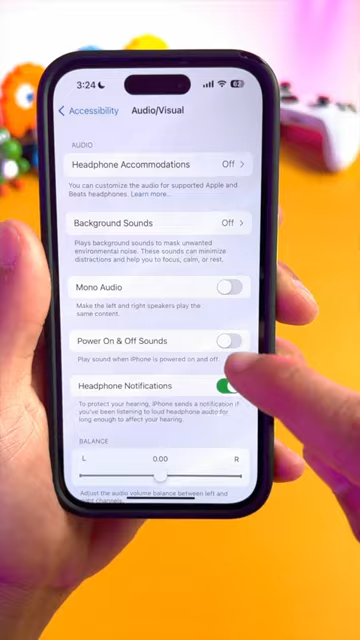 3:24
62
Accessibility
Audio/Visual
AUDIO
Headphone Accommodations
Off
You can customize the audio for supported Apple and
Beats headphones. Learn more...
Background Sounds
Off
Plays background sounds to mask unwanted
environmental noise. These sounds can minimize
distractions and help you to focus, calm, or rest.
Mono Audio
Make the left and right speakers play the
same content.
Power On & Off Sounds
Play sound when iPhone is powered on and off.
Headphone Notifications
To protect your hearing, iPhone sends a notification if
you've been listening to loud headphone audio for
long enough to affect your hearing.
BALANCE
L
0.00
R
Adjust the audio volume balance between left and
right channels.